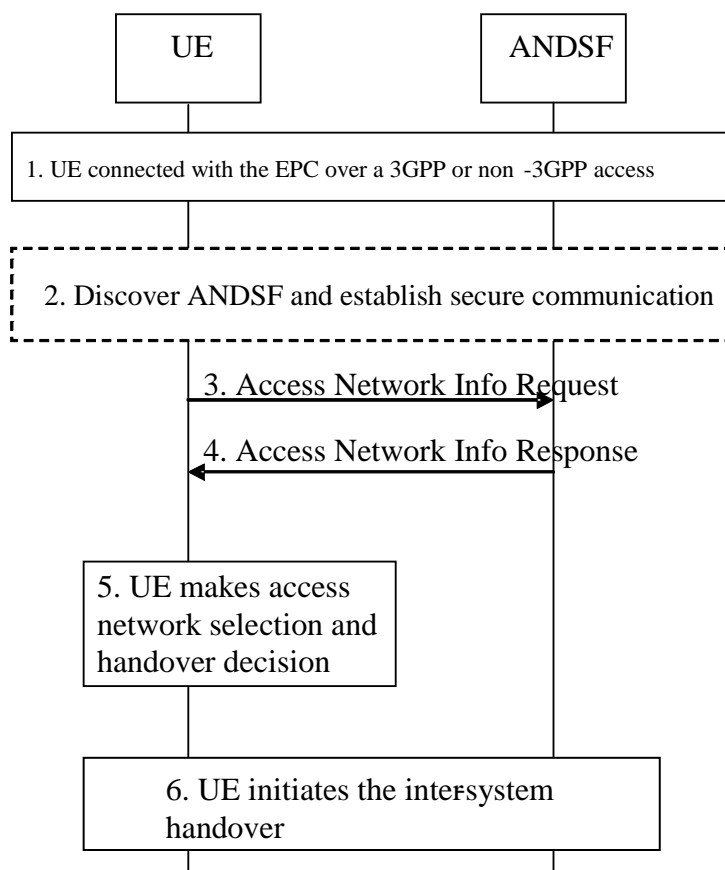 UE
ANDSF
1. UE connected with the EPC over a 3GPP or non -3GPP access
2. Discover ANDSF and establish secure communication
3. Access Network Info Request
4. Access Network Info Response
5. UE makes access
network selection and
handover decision
6. UE initiates the inter-system
handover